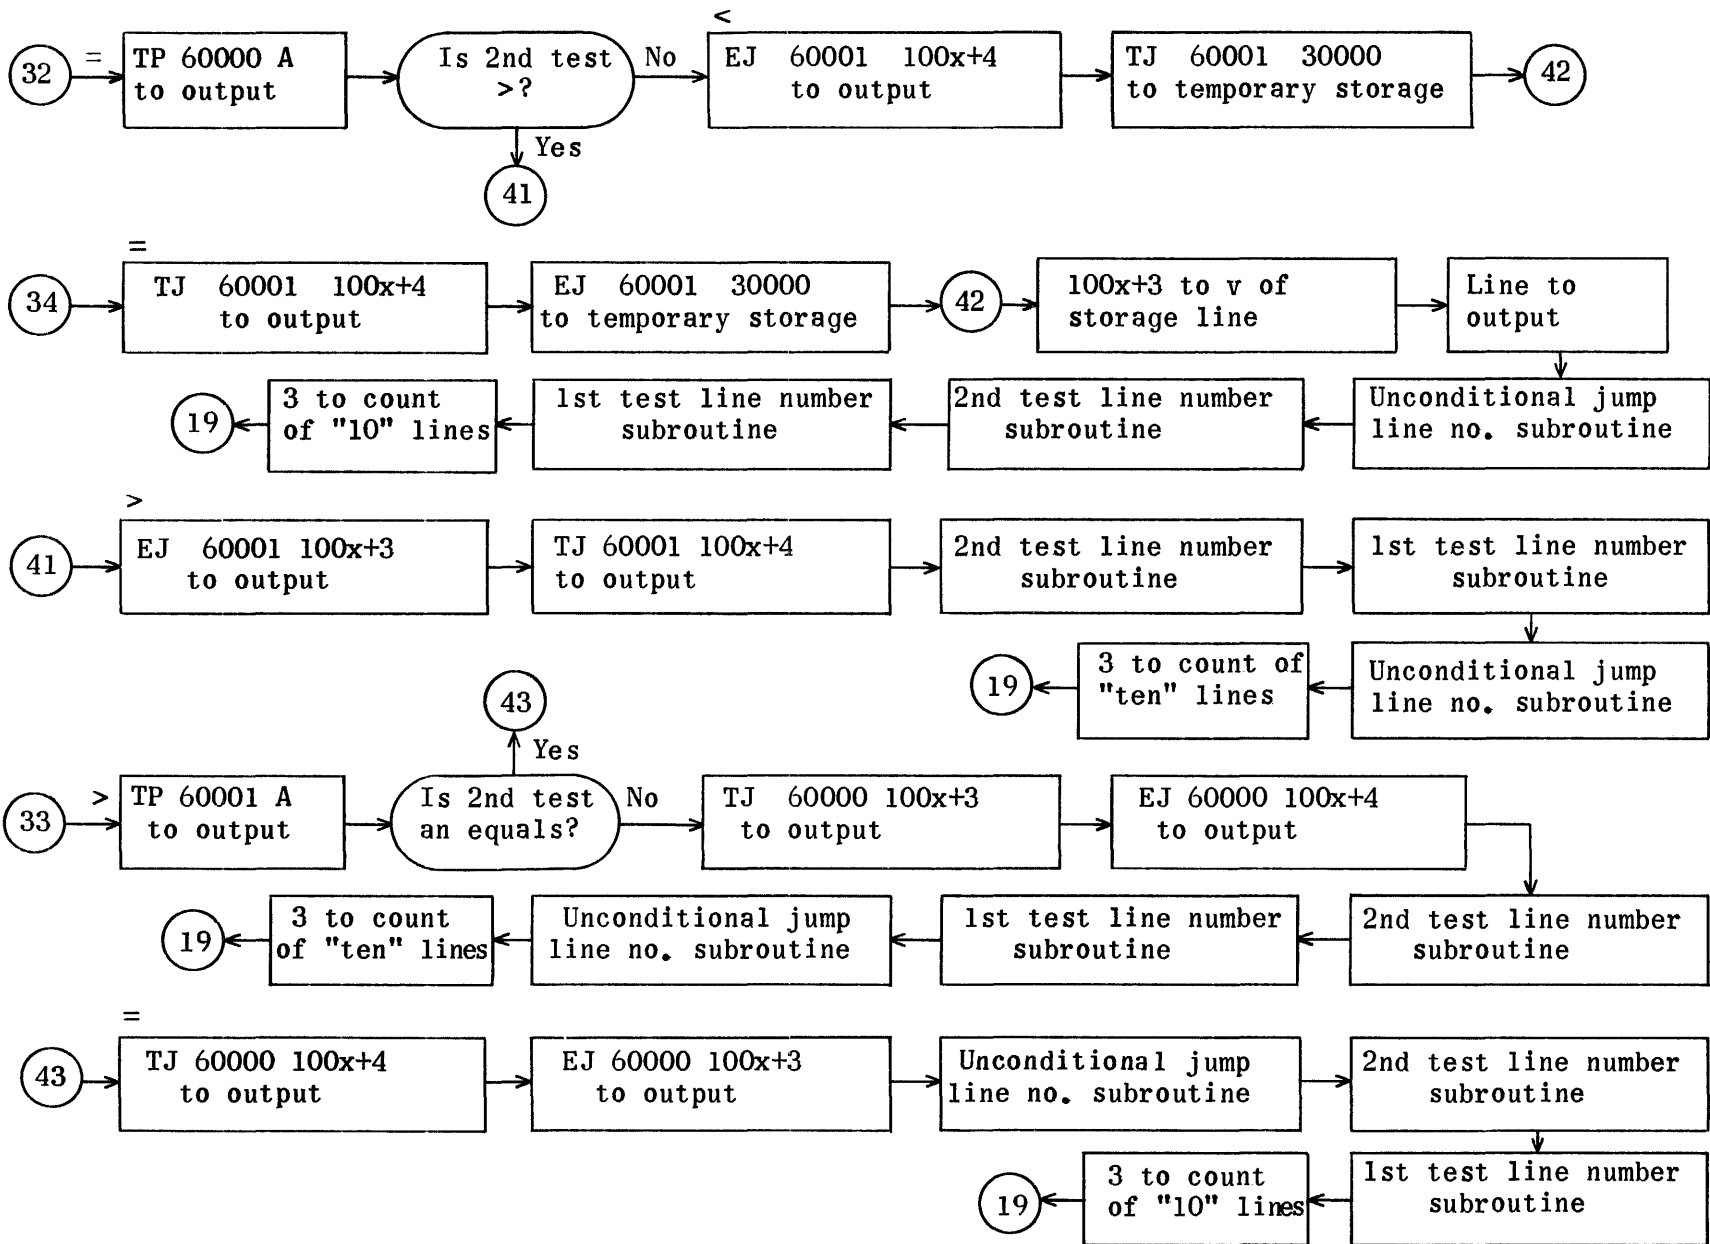 <
32 = TP 60000 A
to output
Is 2nd test
>?
No
EJ 60001 100x+4
to output
TJ 60001 30000
to temporary storage
42
Yes
41
=
34
TJ 60001 100x+4
to output
EJ 60001 30000
to temporary storage
42
100x+3 to v of
storage line
Line to
output
19
3 to count
of "10" lines
1st test line number
subroutine
2nd test line number
subroutine
Unconditional jump
line no. subroutine
>
41
EJ 60001 100x+3
to output
TJ 60001 100x+4
to output
2nd test line number
subroutine
1st test line number
subroutine
19
3 to count of
"ten" lines
Unconditional jump
line no. subroutine
43
Yes
33 > TP 60001 A
to output
Is 2nd test
an equals?
No
TJ 60000 100x+3
to output
EJ 60000 100x+4
to output
19
3 to count
of "ten" lines
Unconditional jump
line no. subroutine
1st test line number
subroutine
2nd test line number
subroutine
=
43
TJ 60000 100x+4
to output
EJ 60000 100x+3
to output
Unconditional jump
line no. subroutine
2nd test line number
subroutine
19
3 to count
of "10" lines
1st test line number
subroutine